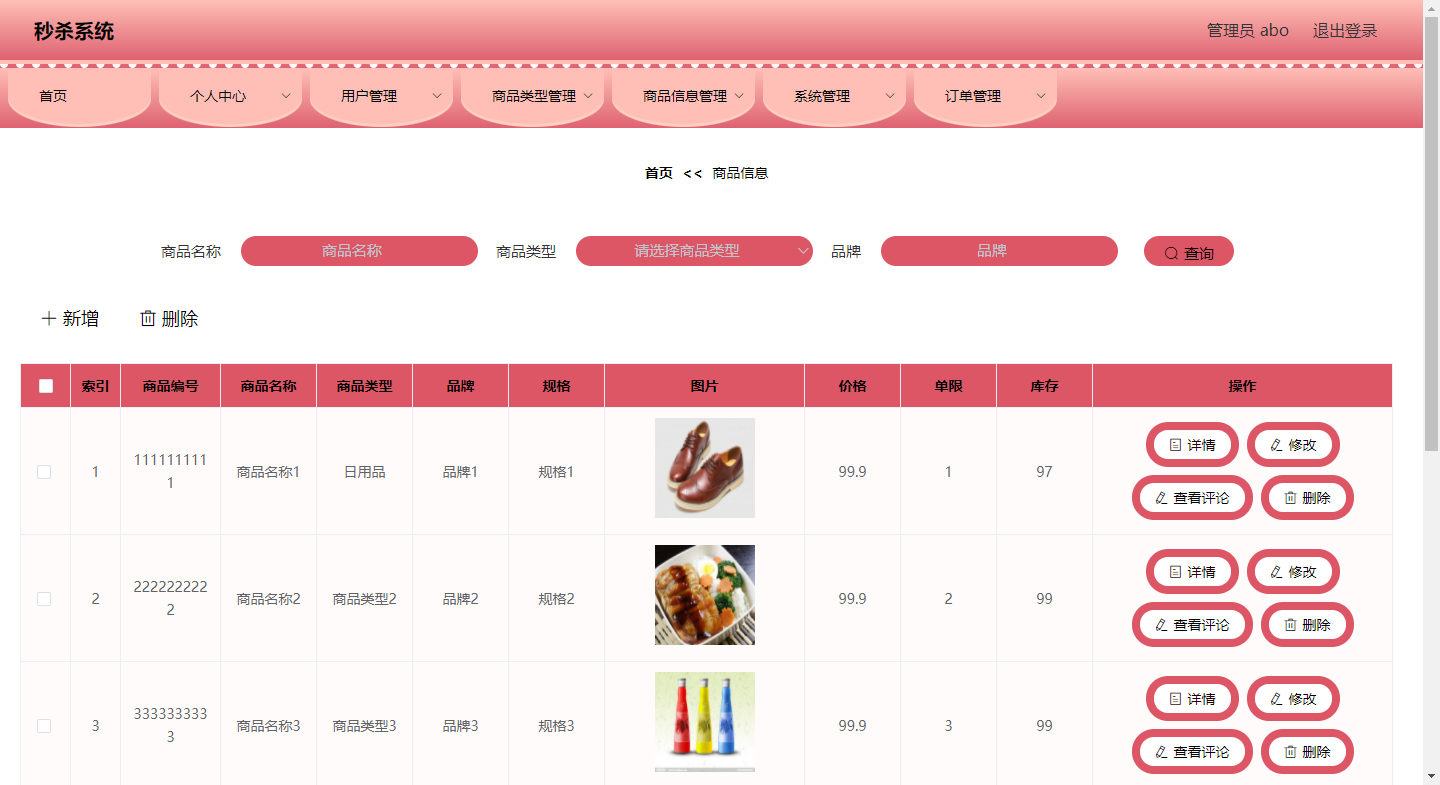 秒杀系统 管理员 abo 退出登录
首页 个人中心 用户管理 商品类型管理 商品信息管理 系统管理 订单管理
首页 << 商品信息
商品名称 商品名称 商品类型 请选择商品类型 品牌 品牌 查询
新增 删除
索引 商品编号 商品名称 商品类型 品牌 规格 图片 价格 单限 库存 操作
1 1111111111 商品名称1 日用品 品牌1 规格1 99.9 1 97 详情 修改
查看评论 删除
2 2222222222 商品名称2 商品类型2 品牌2 规格2 99.9 2 99 详情 修改
查看评论 删除
3 3333333333 商品名称3 商品类型3 品牌3 规格3 99.9 3 99 详情 修改
查看评论 删除